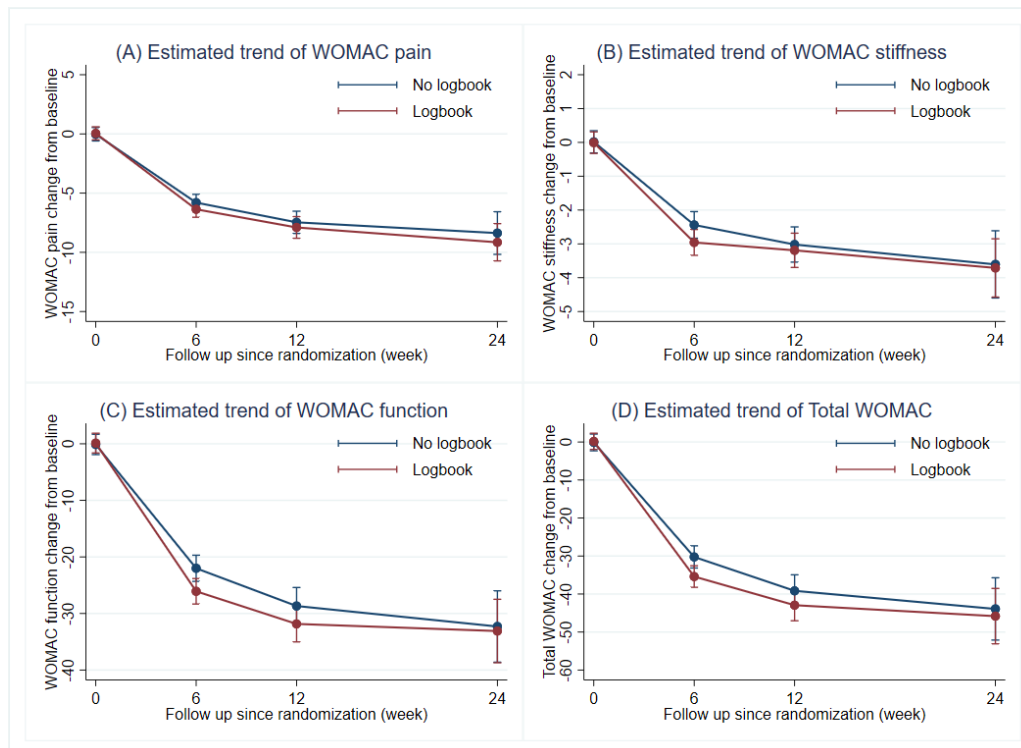 (A) Estimated trend of WOMAC pain
WOMAC pain change from baseline
5
0
-5
-10
-15
No logbook
Logbook
0 6 12 24
Follow up since randomization (week)
(B) Estimated trend of WOMAC stiffness
WOMAC stiffness change from baseline
2
1
0
-1
-2
-3
-4
-5
No logbook
Logbook
0 6 12 24
Follow up since randomization (week)
(C) Estimated trend of WOMAC function
WOMAC function change from baseline
0
-10
-20
-30
-40
No logbook
Logbook
0 6 12 24
Follow up since randomization (week)
(D) Estimated trend of Total WOMAC
Total WOMAC change from baseline
0
-10
-20
-30
-40
-50
-60
No logbook
Logbook
0 6 12 24
Follow up since randomization (week)